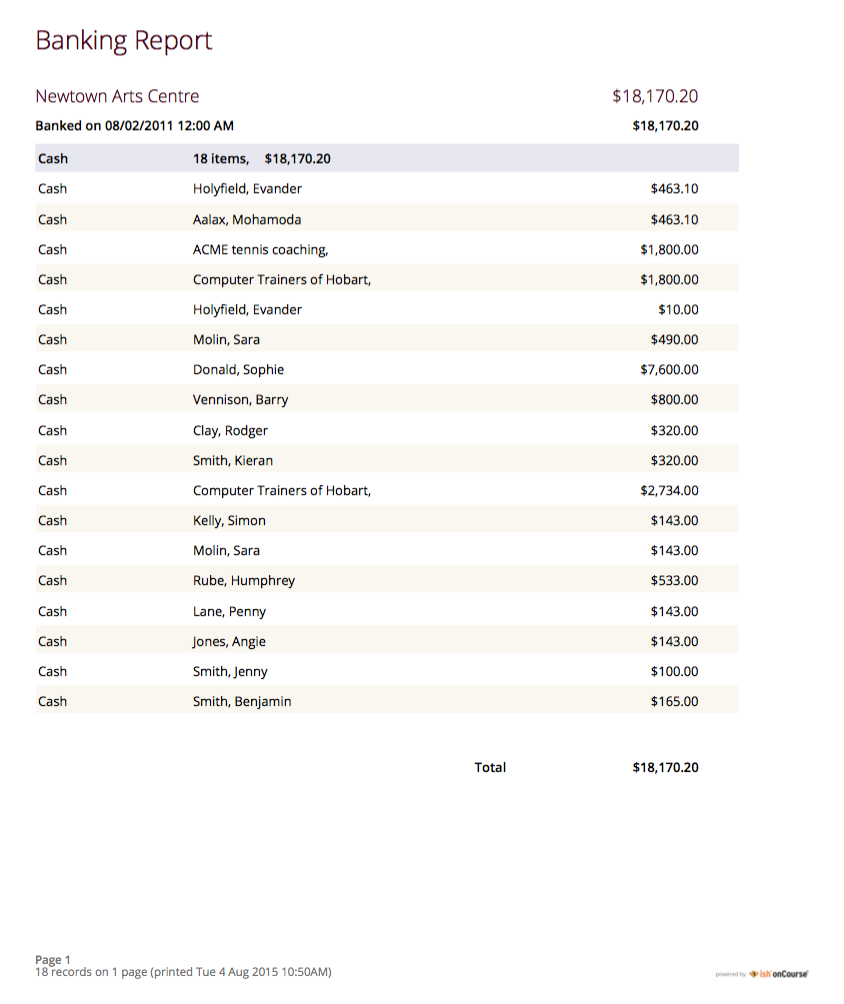 Banking Report
Newtown Arts Centre $18,170.20
Banked on 08/02/2011 12:00 AM $18,170.20
Cash 18 items, $18,170.20
Cash Holyfield, Evander $463.10
Cash Aalax, Mohamoda $463.10
Cash ACME tennis coaching, $1,800.00
Cash Computer Trainers of Hobart, $1,800.00
Cash Holyfield, Evander $10.00
Cash Molin, Sara $490.00
Cash Donald, Sophie $7,600.00
Cash Vennison, Barry $800.00
Cash Clay, Rodger $320.00
Cash Smith, Kieran $320.00
Cash Computer Trainers of Hobart, $2,734.00
Cash Kelly, Simon $143.00
Cash Molin, Sara $143.00
Cash Rube, Humphrey $533.00
Cash Lane, Penny $143.00
Cash Jones, Angie $143.00
Cash Smith, Jenny $100.00
Cash Smith, Benjamin $165.00
Total $18,170.20
Page 1
18 records on 1 page (printed Tue 4 Aug 2015 10:50AM)
powered by ish onCourse